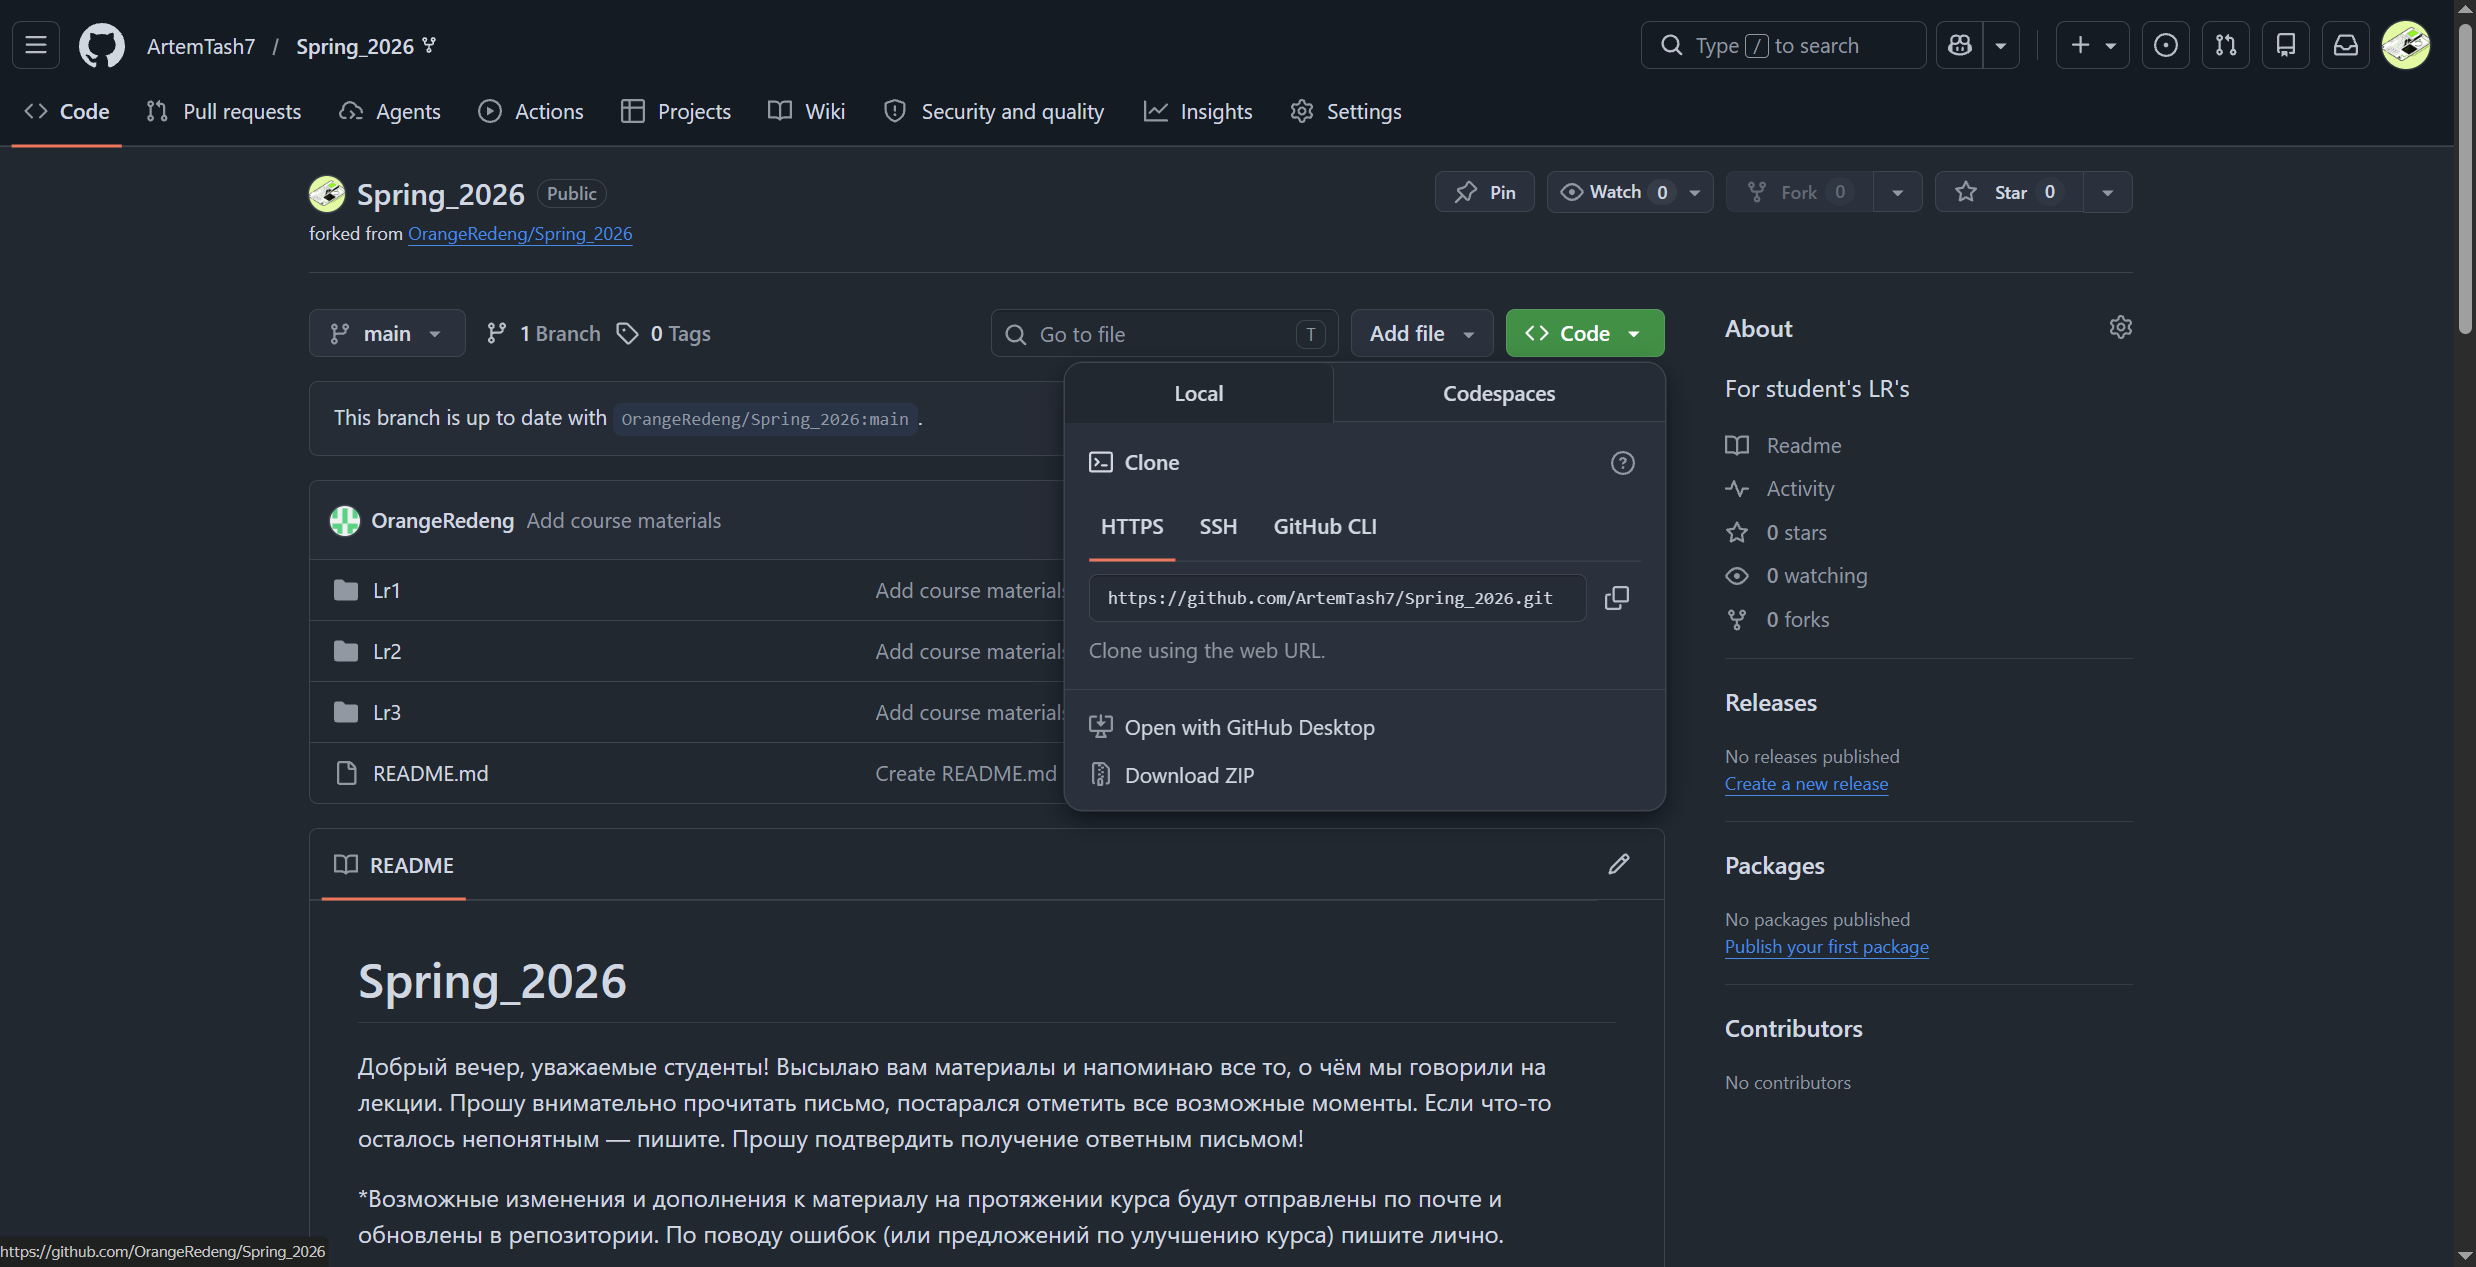 ArtemTash7 / Spring_2026
Type / to search
Code
Pull requests
Agents
Actions
Projects
Wiki
Security and quality
Insights
Settings
Spring_2026 Public
forked from OrangeRedeng/Spring_2026
Pin
Watch 0
Fork 0
Star 0
main
1 Branch
0 Tags
Go to file T
Add file
Code
This branch is up to date with OrangeRedeng/Spring_2026:main .
OrangeRedeng Add course materials
Lr1 Add course materials
Lr2 Add course materials
Lr3 Add course materials
README.md Create README.md
Local
Codespaces
Clone
HTTPS SSH GitHub CLI
https://github.com/ArtemTash7/Spring_2026.git
Clone using the web URL.
Open with GitHub Desktop
Download ZIP
About
For student's LR's
Readme
Activity
0 stars
0 watching
0 forks
Releases
No releases published
Create a new release
Packages
No packages published
Publish your first package
Contributors
No contributors
README
Spring_2026
Добрый вечер, уважаемые студенты! Высылаю вам материалы и напоминаю все то, о чём мы говорили на
лекции. Прошу внимательно прочитать письмо, постарался отметить все возможные моменты. Если что-то
осталось непонятным — пишите. Прошу подтвердить получение ответным письмом!
*Возможные изменения и дополнения к материалу на протяжении курса будут отправлены по почте и
обновлены в репозитории. По поводу ошибок (или предложений по улучшению курса) пишите лично.
https://github.com/OrangeRedeng/Spring_2026